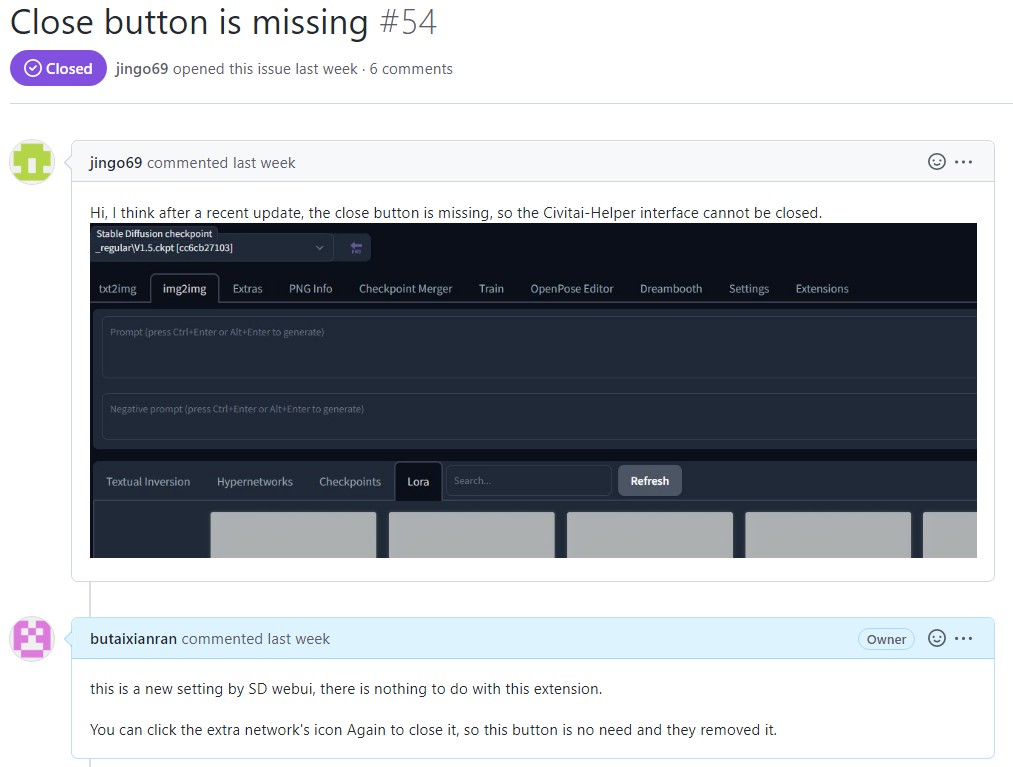 Close button is missing #54
Closed
jingo69 opened this issue last week · 6 comments
jingo69 commented last week
Hi, I think after a recent update, the close button is missing, so the Civitai-Helper interface cannot be closed.
Stable Diffusion checkpoint
_regular\V1.5.ckpt [cc6cb27103]
txt2img img2img Extras PNG Info Checkpoint Merger Train OpenPose Editor Dreambooth Settings Extensions
Prompt (press Ctrl+Enter or Alt+Enter to generate)
Negative prompt (press Ctrl+Enter or Alt+Enter to generate)
Textual Inversion Hypernetworks Checkpoints Lora Search... Refresh
butaixianran commented last week Owner
this is a new setting by SD webui, there is nothing to do with this extension.
You can click the extra network's icon Again to close it, so this button is no need and they removed it.